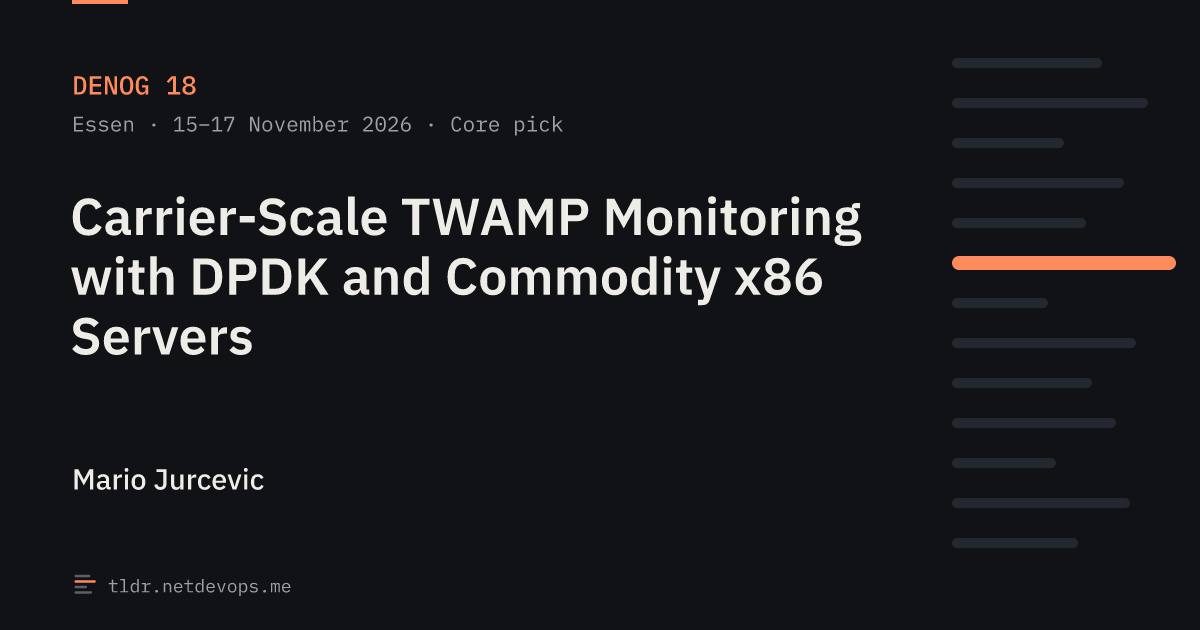 DENOG 18
Essen · 15–17 November 2026 · Core pick
Carrier-Scale TWAMP Monitoring
with DPDK and Commodity x86
Servers
Mario Jurcevic
tldr.netdevops.me